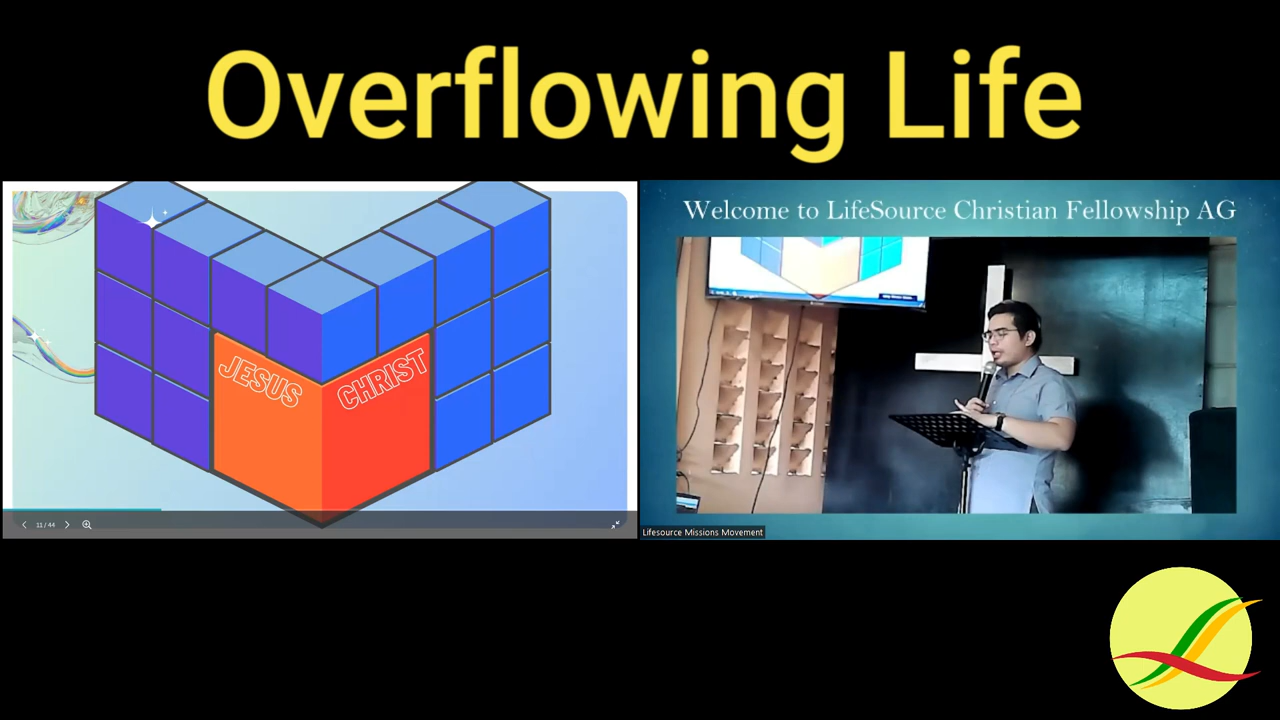 Overflowing Life
JESUS CHRIST
11 / 44
Welcome to LifeSource Christian Fellowship AG
Lifesource Missions Movement